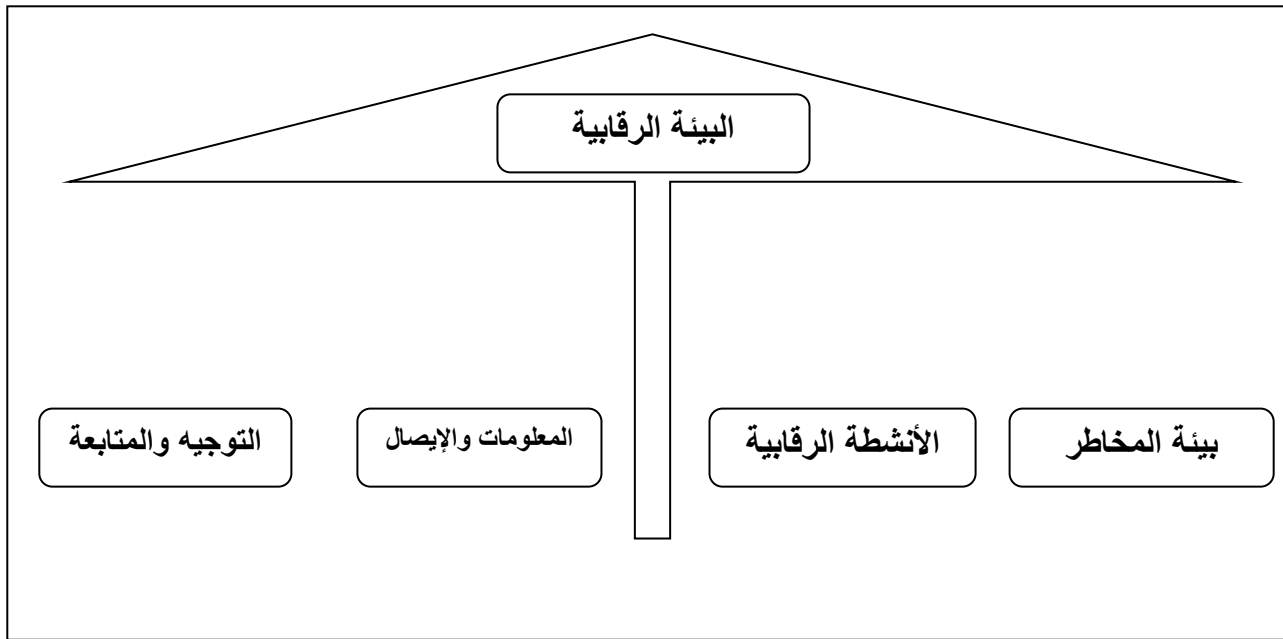 البيئة الرقابية
بيئة المخاطر
الأنشطة الرقابية
المعلومات والإيصال
التوجيه والمتابعة